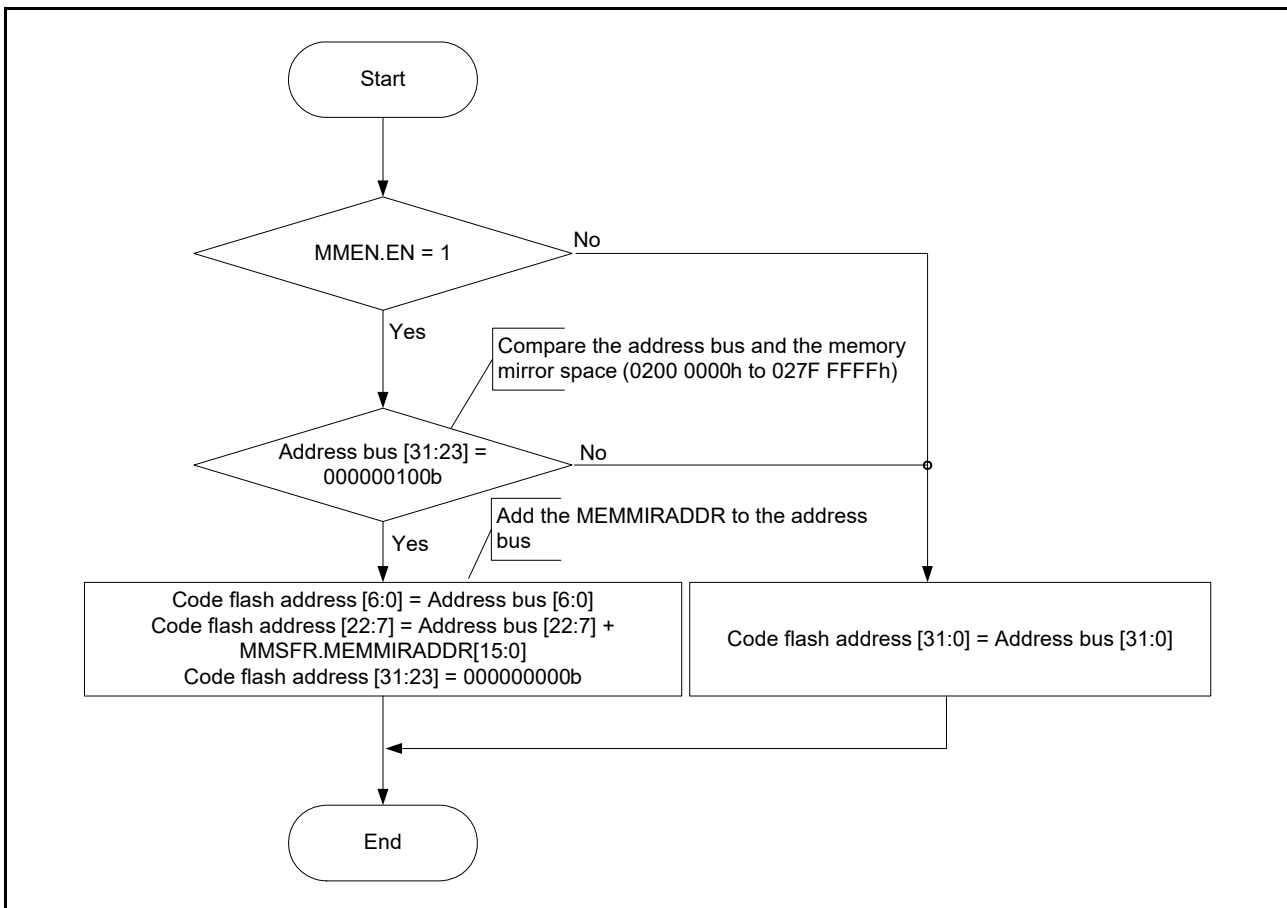 Start
MMEN.EN = 1
No
Yes
Compare the address bus and the memory
mirror space (0200 0000h to 027F FFFFh)
Address bus [31:23] =
000000100b
No
Yes
Add the MEMMIRADDR to the address
bus
Code flash address [6:0] = Address bus [6:0]
Code flash address [22:7] = Address bus [22:7] +
MMSFR.MEMMIRADDR[15:0]
Code flash address [31:23] = 000000000b
Code flash address [31:0] = Address bus [31:0]
End